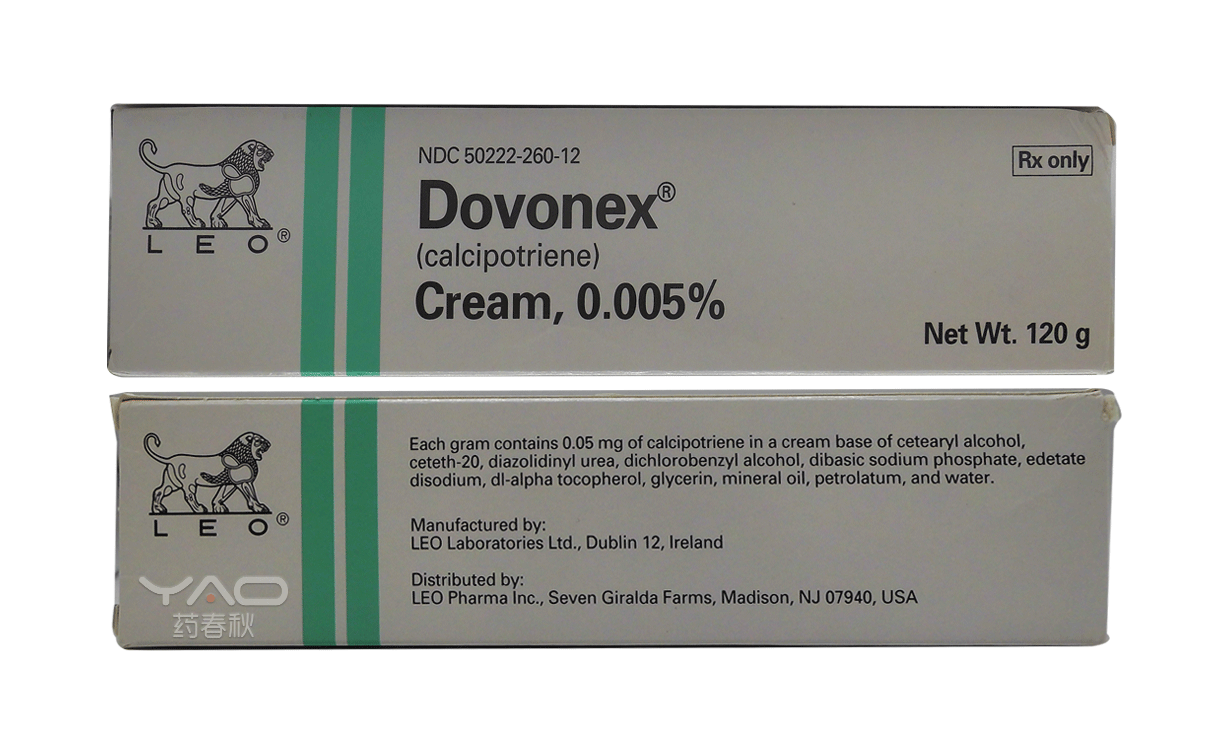 LEO®
NDC 50222-260-12
Rx only
Dovonex®
(calcipotriene)
Cream, 0.005%
Net Wt. 120 g
LEO®
Each gram contains 0.05 mg of calcipotriene in a cream base of cetearyl alcohol,
ceteth-20, diazolidinyl urea, dichlorobenzyl alcohol, dibasic sodium phosphate, edetate
disodium, dl-alpha tocopherol, glycerin, mineral oil, petrolatum, and water.
Manufactured by:
LEO Laboratories Ltd., Dublin 12, Ireland
Distributed by:
LEO Pharma Inc., Seven Giralda Farms, Madison, NJ 07940, USA
YAO
药春秋